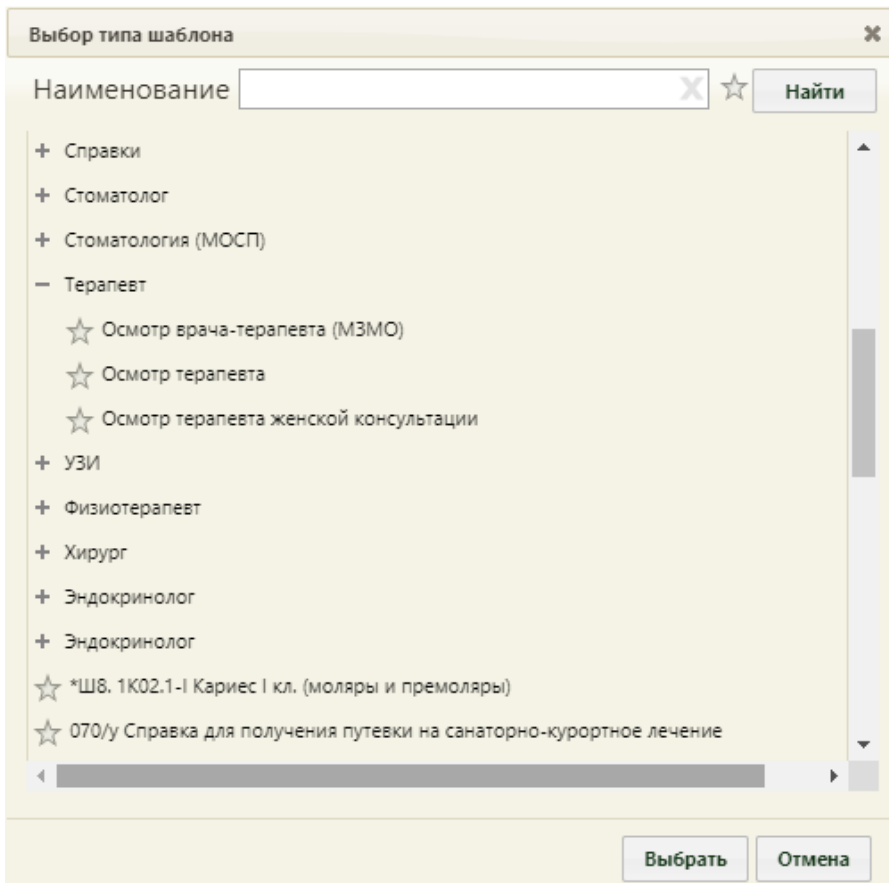 Выбор типа шаблона
Наименование Найти
Справки
Стоматолог
Стоматология (МОСП)
Терапевт
Осмотр врача-терапевта (МЗМО)
Осмотр терапевта
Осмотр терапевта женской консультации
УЗИ
Физиотерапевт
Хирург
Эндокринолог
Эндокринолог
*Ш8. 1К02.1-I Кариес I кл. (моляры и премоляры)
070/у Справка для получения путевки на санаторно-курортное лечение
Выбрать Отмена